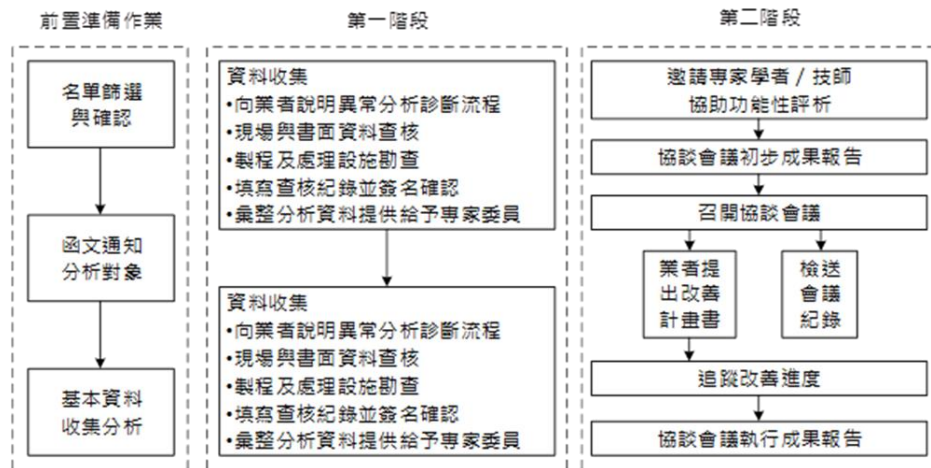 前置準備作業
名單篩選
與確認
函文通知
分析對象
基本資料
收集分析
第一階段
資料收集
•向業者說明異常分析診斷流程
•現場與書面資料查核
•製程及處理設施勘查
•填寫查核紀錄並簽名確認
•彙整分析資料提供給予專家委員
資料收集
•向業者說明異常分析診斷流程
•現場與書面資料查核
•製程及處理設施勘查
•填寫查核紀錄並簽名確認
•彙整分析資料提供給予專家委員
第二階段
邀請專家學者 / 技師
協助功能性評析
協談會議初步成果報告
召開協談會議
業者提
出改善
計畫書
檢送
會議
紀錄
追蹤改善進度
協談會議執行成果報告